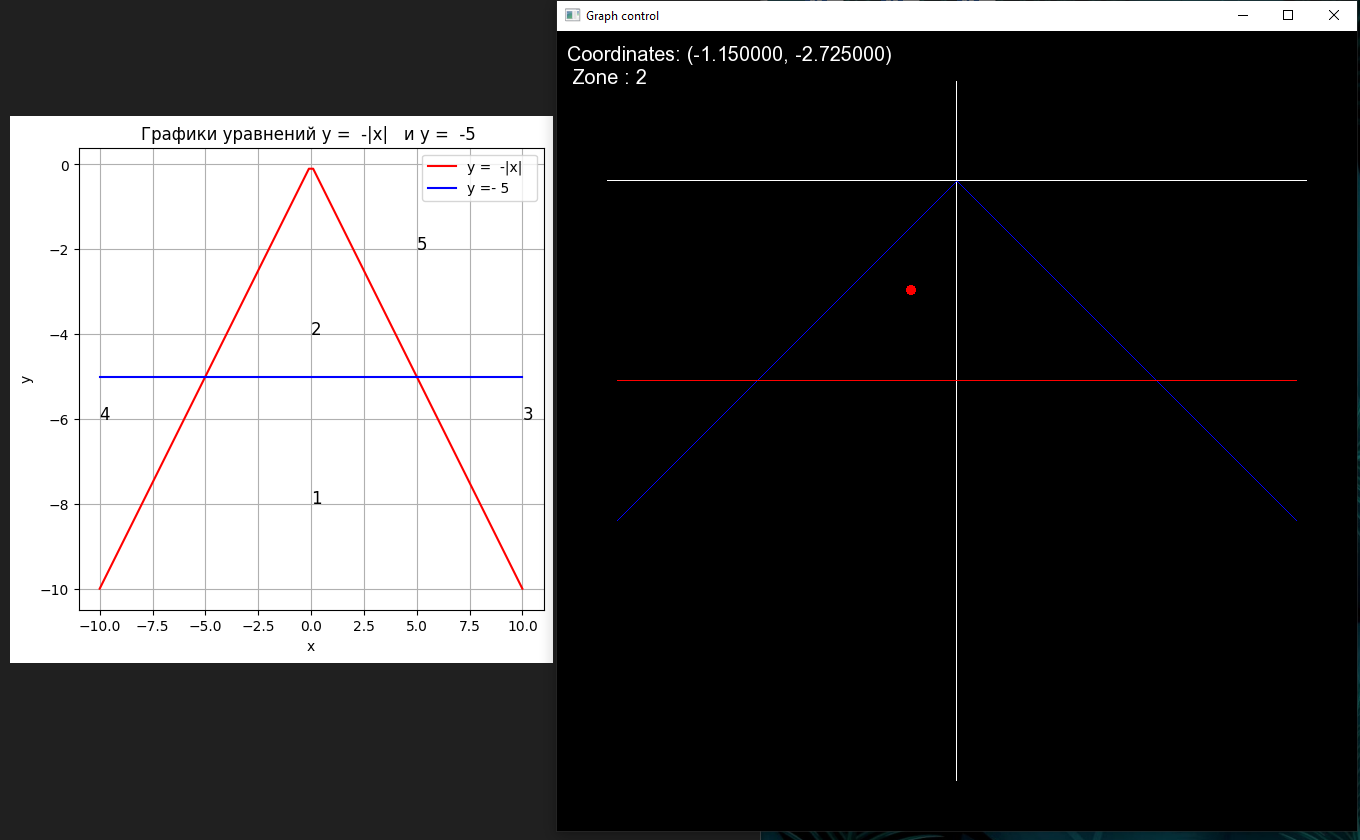 Graph control
Coordinates: (-1.150000, -2.725000)
Zone : 2
Графики уравнений y =  -|x|   и y =  -5
y =  -|x|
y =- 5
0
−2
−4
−6
−8
−10
y
5
2
4
3
1
−10.0 −7.5 −5.0 −2.5 0.0 2.5 5.0 7.5 10.0
x